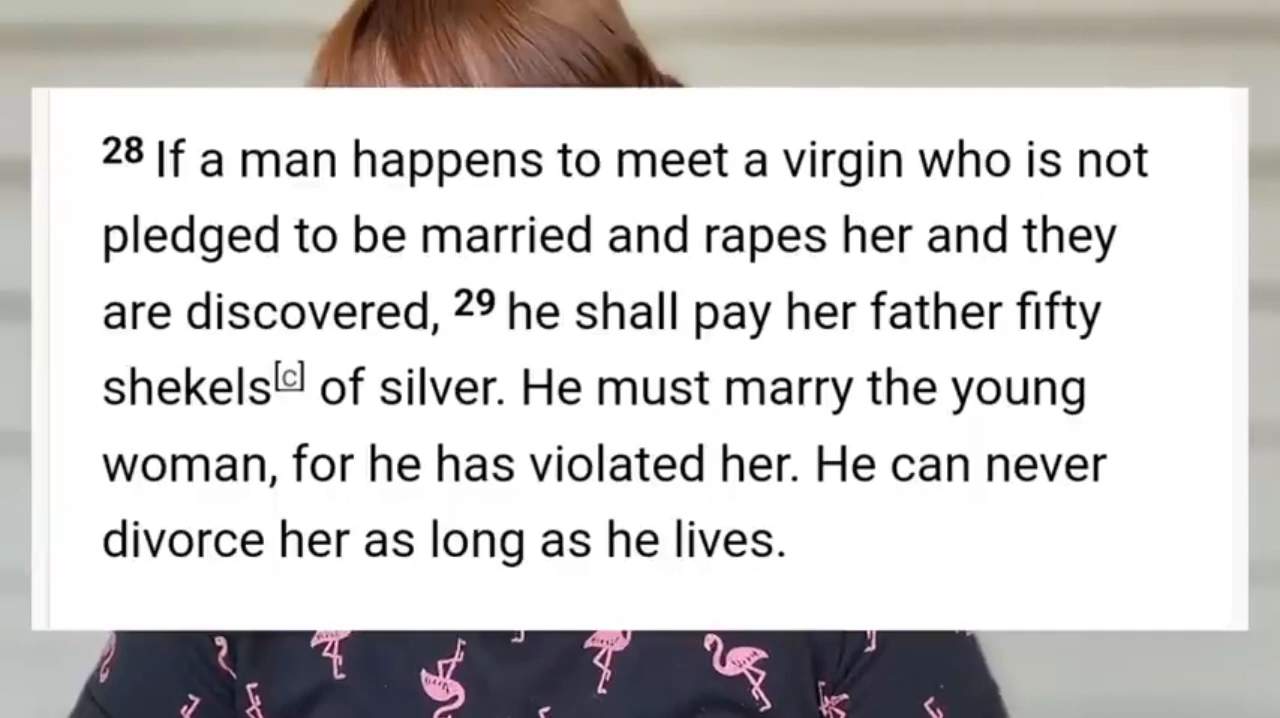 28 If a man happens to meet a virgin who is not
pledged to be married and rapes her and they
are discovered, 29 he shall pay her father fifty
shekels[c] of silver. He must marry the young
woman, for he has violated her. He can never
divorce her as long as he lives.